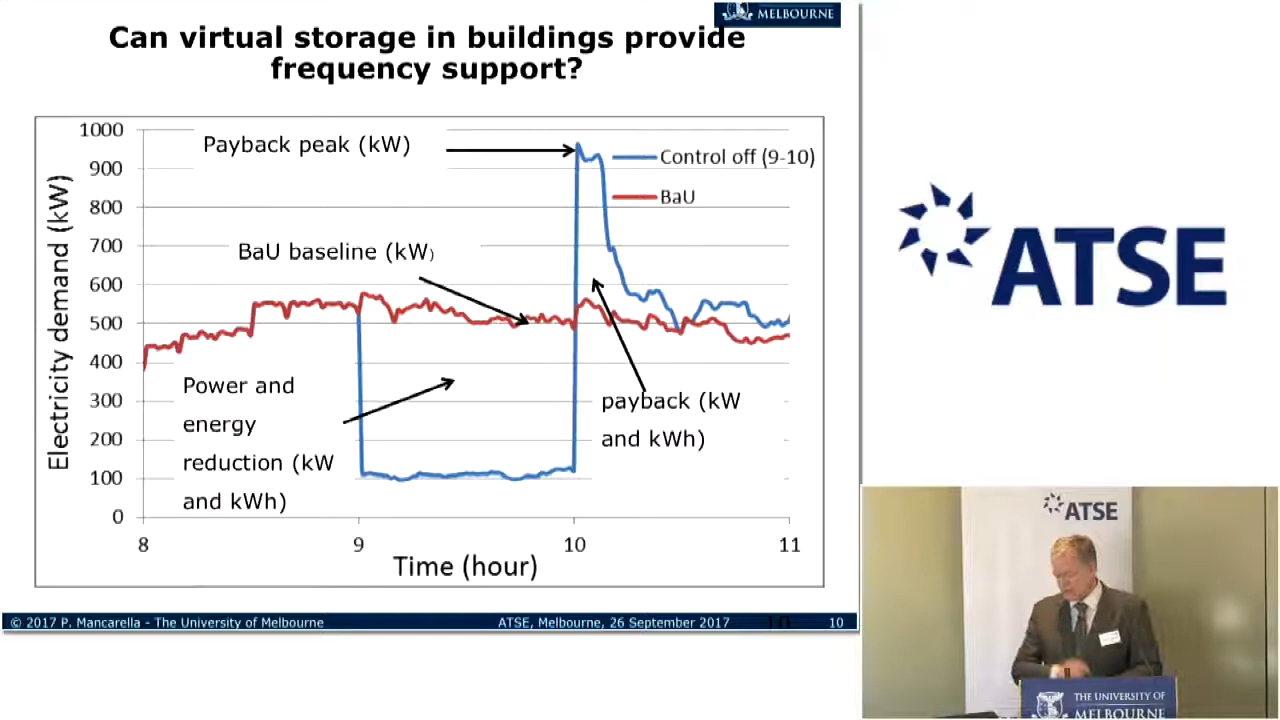 MELBOURNE
Can virtual storage in buildings provide
frequency support?
Electricity demand (kW)
1000
900
800
700
600
500
400
300
200
100
0
8
9
10
11
Time (hour)
Payback peak (kW)
Control off (9-10)
BaU
BaU baseline (kW)
Power and
energy
reduction (kW
and kWh)
payback (kW
and kWh)
© 2017 P. Mancarella - The University of Melbourne
ATSE, Melbourne, 26 September 2017
10
10
ATSE
ATSE
THE UNIVERSITY OF
MELBOURNE